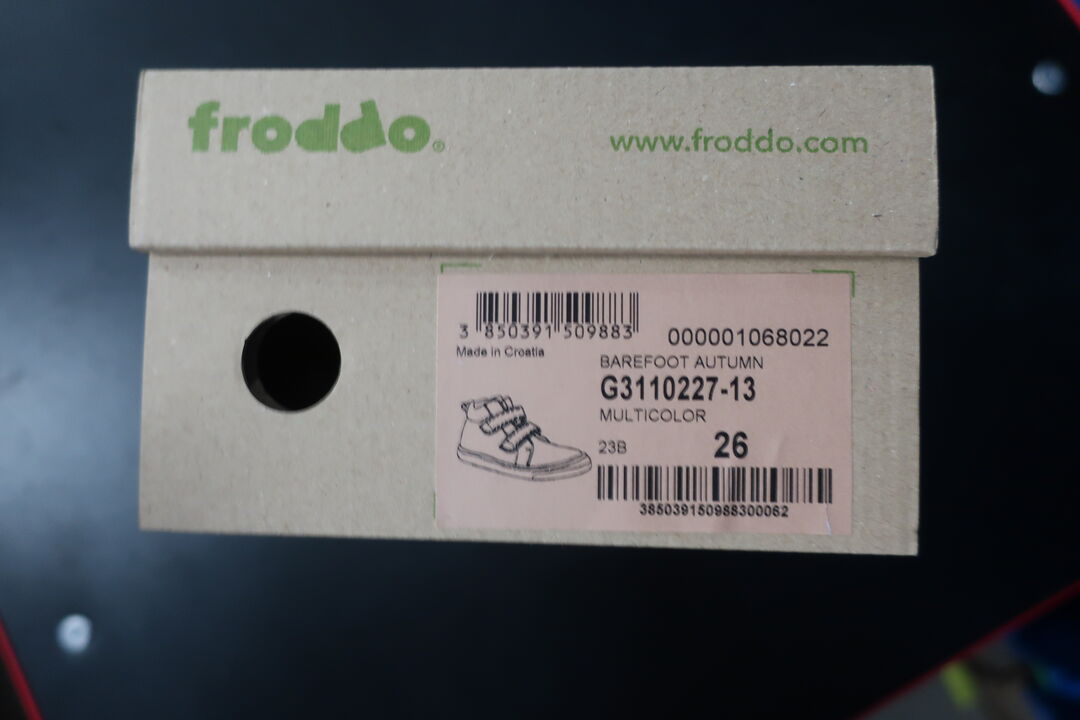 froddo®
www.froddo.com
3 850391 509883
000001068022
Made in Croatia
BAREFOOT AUTUMN
G3110227-13
MULTICOLOR
23B
26
385039150988300062